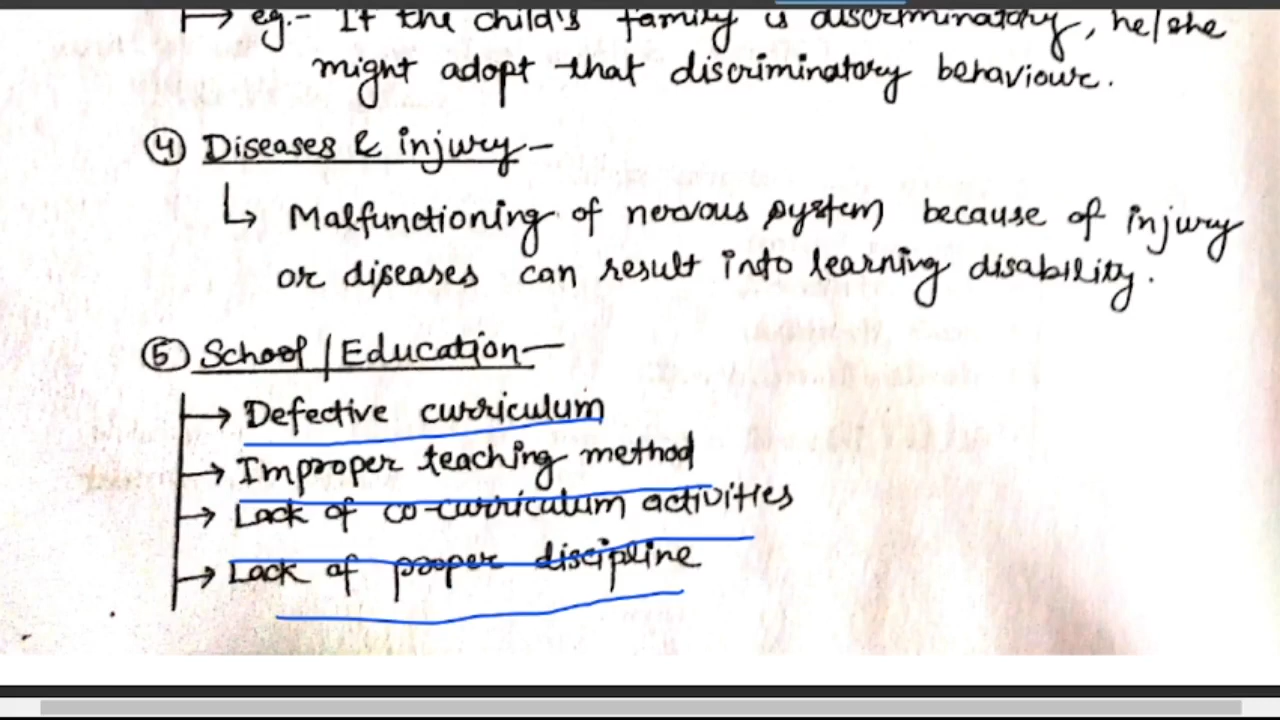 → eg.- If the child's family is discriminatory, he/she
might adopt that discriminatory behaviour.
④ Diseases & injury-
↳ Malfunctioning of nervous system because of injury
or diseases can result into learning disability.
⑤ School/Education-
→ Defective curriculum
→ Improper teaching method
→ Lack of co-curriculum activities
→ Lack of proper discipline